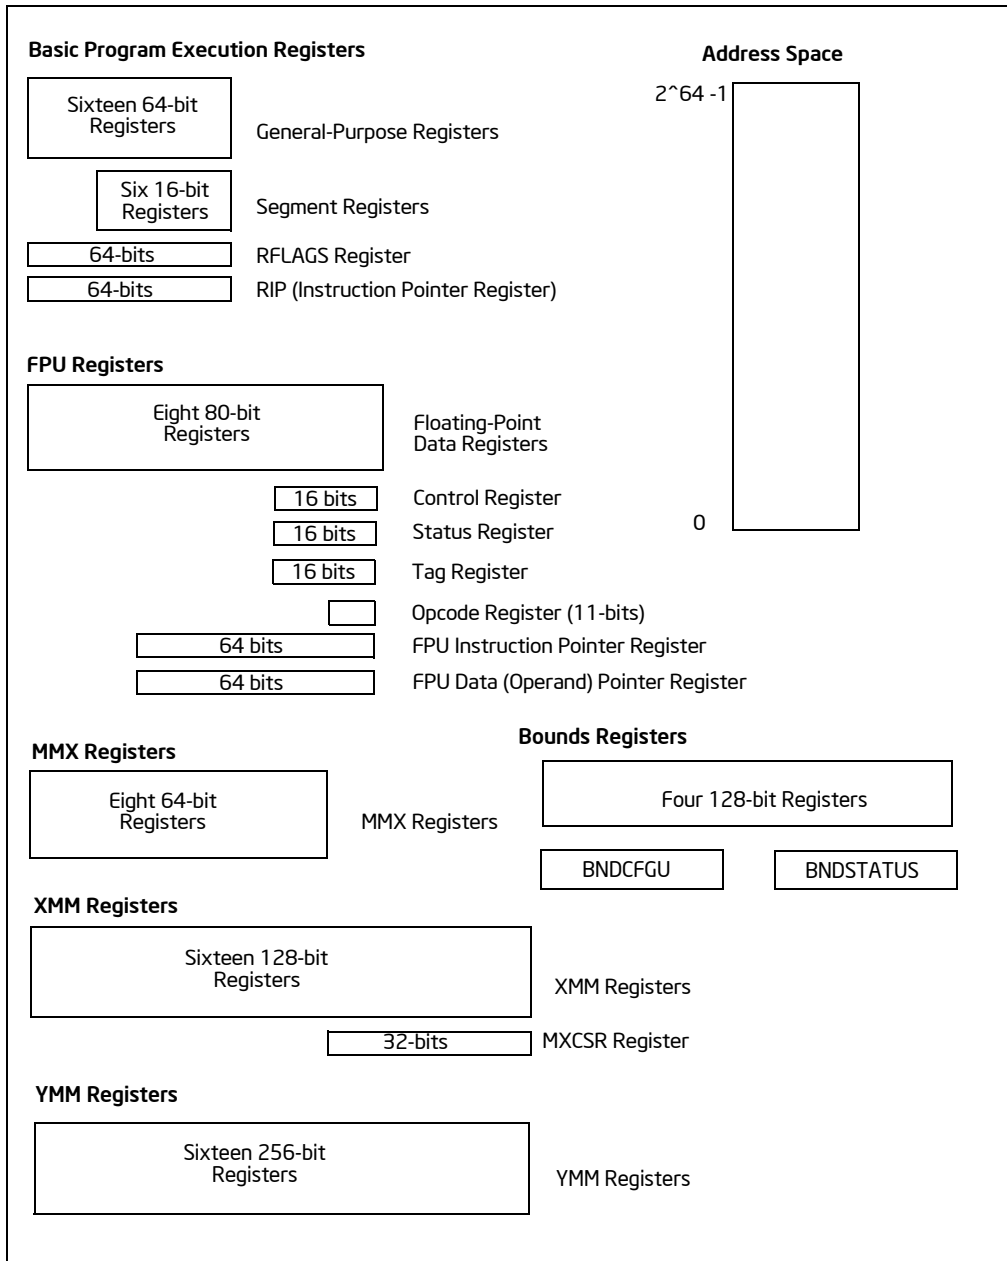 Basic Program Execution Registers
Address Space
2^64 -1
Sixteen 64-bit
Registers
General-Purpose Registers
Six 16-bit
Registers
Segment Registers
64-bits
RFLAGS Register
64-bits
RIP (Instruction Pointer Register)
FPU Registers
Eight 80-bit
Registers
Floating-Point
Data Registers
16 bits
Control Register
0
16 bits
Status Register
16 bits
Tag Register
Opcode Register (11-bits)
64 bits
FPU Instruction Pointer Register
64 bits
FPU Data (Operand) Pointer Register
MMX Registers
Eight 64-bit
Registers
MMX Registers
Bounds Registers
Four 128-bit Registers
BNDCFGU
BNDSTATUS
XMM Registers
Sixteen 128-bit
Registers
XMM Registers
32-bits
MXCSR Register
YMM Registers
Sixteen 256-bit
Registers
YMM Registers